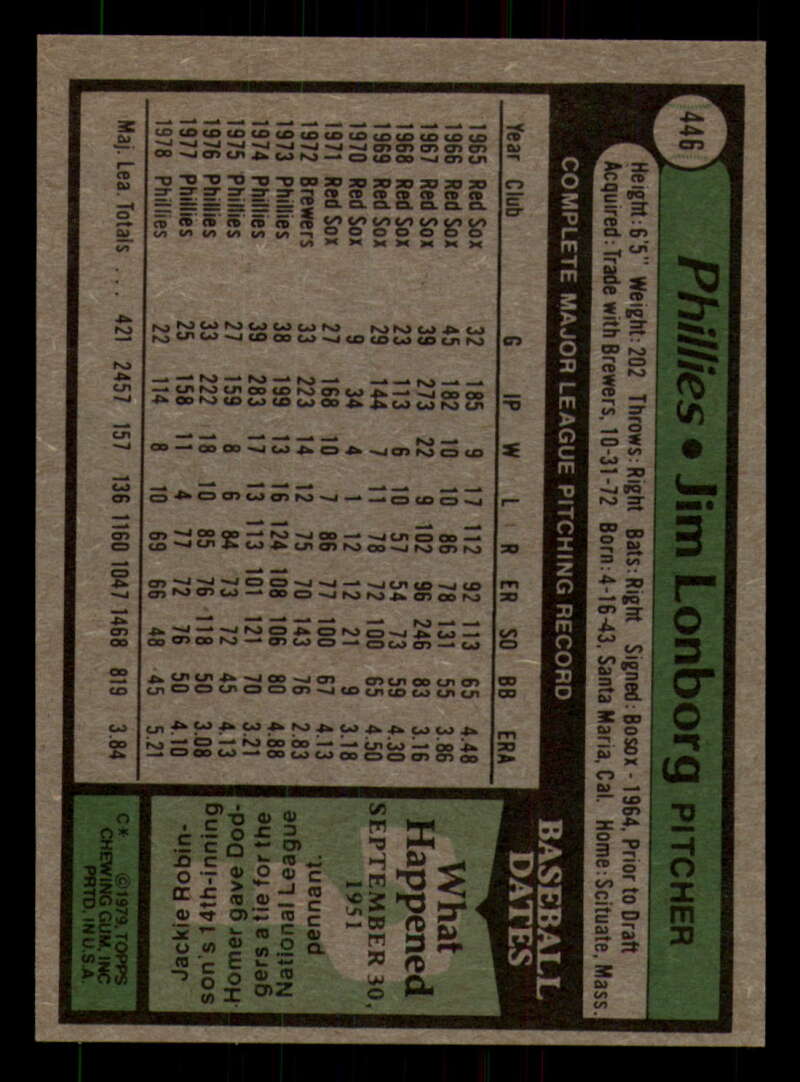 446
Phillies • Jim Lonborg PITCHER
Height: 6'5" Weight: 202 Throws: Right Bats: Right Signed: Bosox - 1964, Prior to Draft
Acquired: Trade with Brewers, 10-31-72 Born: 4-16-43, Santa Maria, Cal. Home: Scituate, Mass.
COMPLETE MAJOR LEAGUE PITCHING RECORD
Year Club G IP W L R ER SO BB ERA
1965 Red Sox 32 185 9 17 112 92 113 65 4.48
1966 Red Sox 45 182 10 10 86 78 131 55 3.86
1967 Red Sox 39 273 22 9 102 96 246 83 3.16
1968 Red Sox 23 113 6 10 57 54 73 59 4.30
1969 Red Sox 29 144 7 11 78 72 100 65 4.50
1970 Red Sox 9 34 4 1 12 12 21 9 3.18
1971 Red Sox 27 168 10 7 86 77 100 67 4.13
1972 Brewers 33 223 14 12 75 70 143 76 2.83
1973 Phillies 38 199 13 16 124 108 106 80 4.88
1974 Phillies 39 283 17 13 113 101 121 70 3.21
1975 Phillies 27 159 8 6 84 73 72 45 4.13
1976 Phillies 33 222 18 10 85 76 118 50 3.08
1977 Phillies 25 158 11 4 77 72 76 50 4.10
1978 Phillies 22 114 8 10 69 66 48 45 5.21
Maj. Lea Totals . . . 421 2457 157 136 1160 1047 1468 819 3.84
BASEBALL
DATES
What
Happened
SEPTEMBER 30,
1951
Jackie Robin-
son's 14th-inning
Homer gave Dod-
gers a tie for the
National League
pennant.
C* ©1979, TOPPS
CHEWING GUM, INC
PRTD. IN U.S.A.